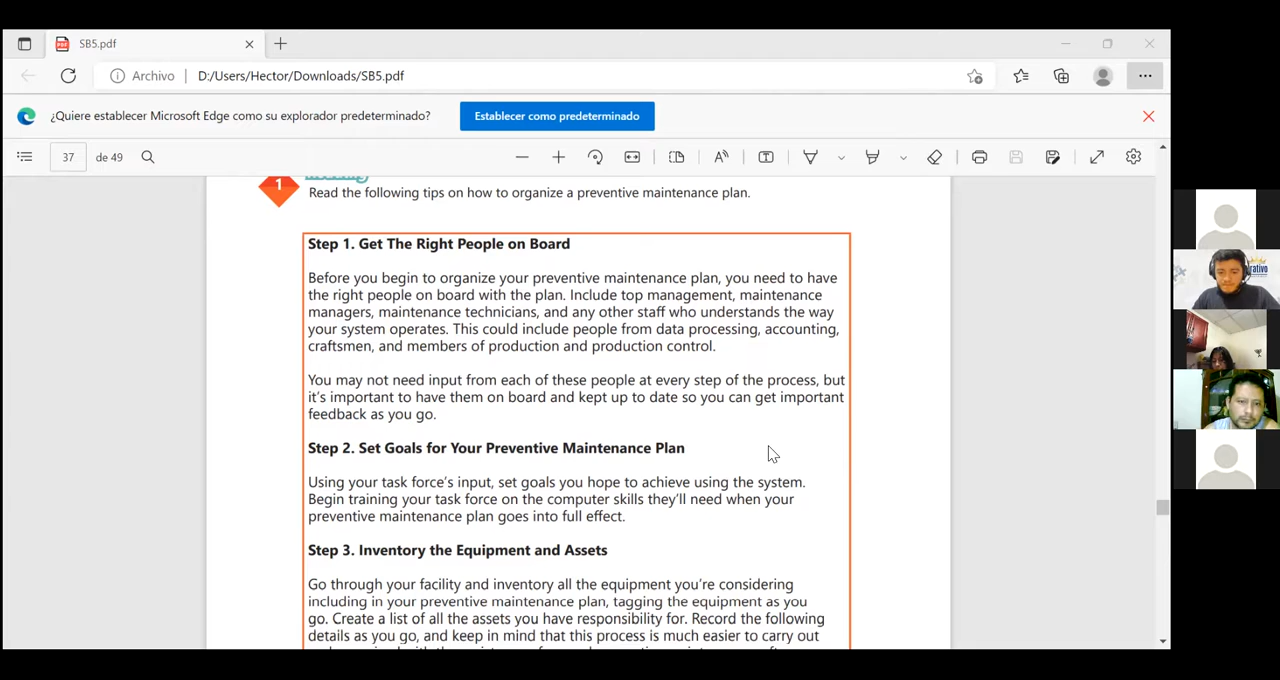 SB5.pdf
Archivo
D:/Users/Hector/Downloads/SB5.pdf
¿Quiere establecer Microsoft Edge como su explorador predeterminado?
Establecer como predeterminado
37
de 49
1
Read the following tips on how to organize a preventive maintenance plan.
Step 1. Get The Right People on Board
Before you begin to organize your preventive maintenance plan, you need to have
the right people on board with the plan. Include top management, maintenance
managers, maintenance technicians, and any other staff who understands the way
your system operates. This could include people from data processing, accounting,
craftsmen, and members of production and production control.
You may not need input from each of these people at every step of the process, but
it's important to have them on board and kept up to date so you can get important
feedback as you go.
Step 2. Set Goals for Your Preventive Maintenance Plan
Using your task force's input, set goals you hope to achieve using the system.
Begin training your task force on the computer skills they'll need when your
preventive maintenance plan goes into full effect.
Step 3. Inventory the Equipment and Assets
Go through your facility and inventory all the equipment you're considering
including in your preventive maintenance plan, tagging the equipment as you
go. Create a list of all the assets you have responsibility for. Record the following
details as you go, and keep in mind that this process is much easier to carry out
rativo